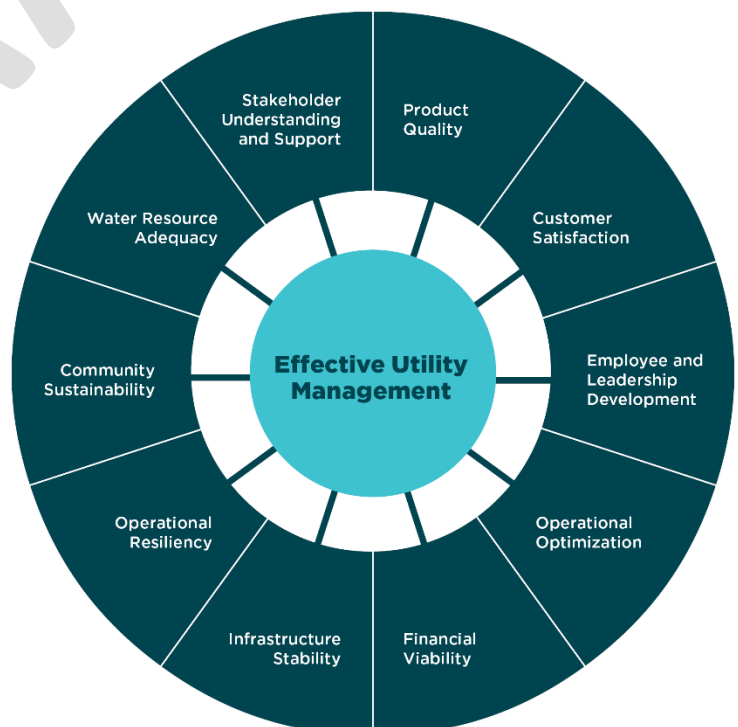 Stakeholder
Understanding
and Support
Product
Quality
Customer
Satisfaction
Employee and
Leadership
Development
Operational
Optimization
Financial
Viability
Infrastructure
Stability
Operational
Resiliency
Community
Sustainability
Water Resource
Adequacy
Effective Utility
Management